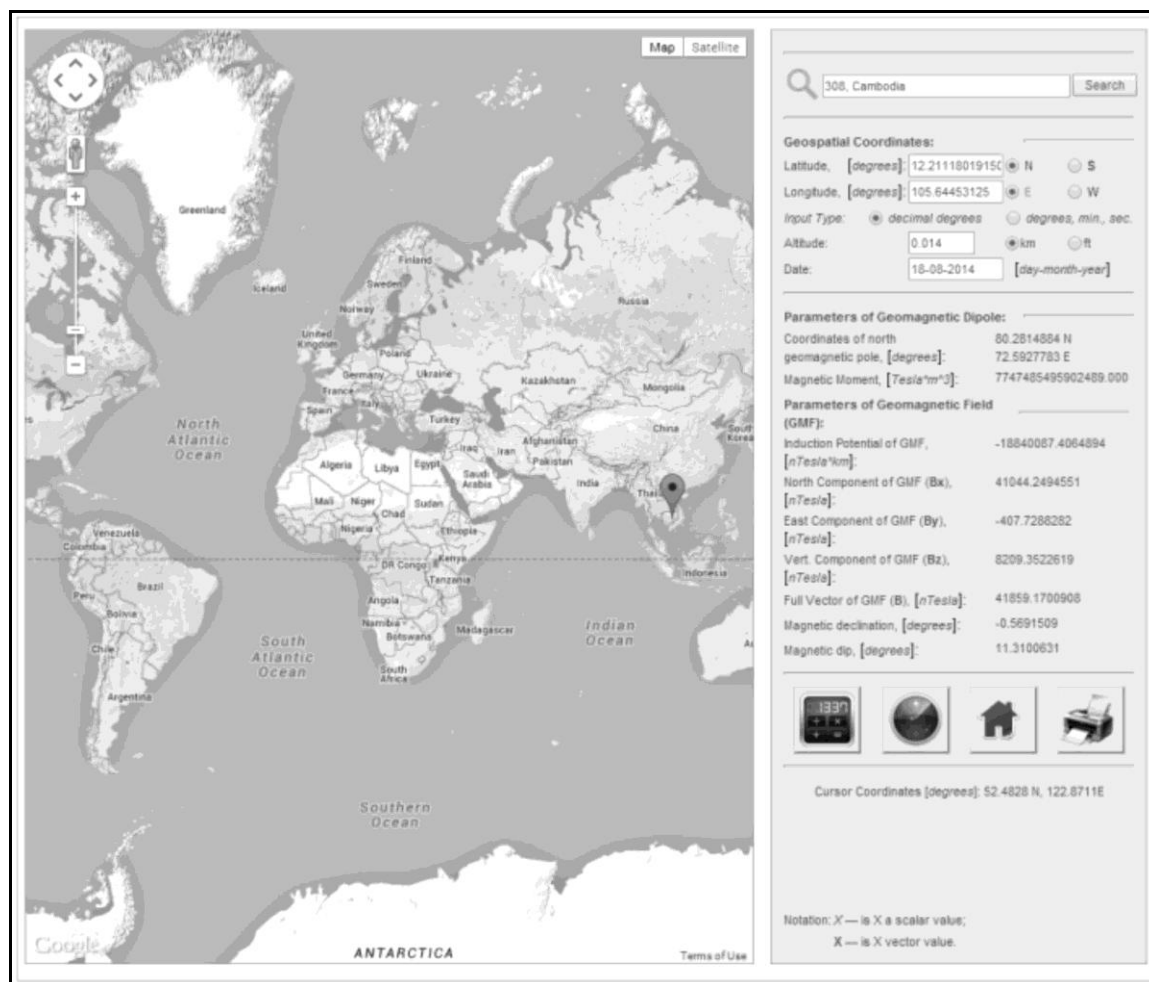 Map Satellite
Greenland
Iceland
Finland
Sweden
Norway
Russia
United
Kingdom
Poland
Germany
Ukraine
France
Kazakhstan
Mongolia
Italy
Spain
Turkey
North
Atlantic
Ocean
China
South
Korea
Afghanistan
Iraq
Iran
Pakistan
Algeria
Libya
Egypt
Saudi
Arabia
India
Thai
Mali
Niger
Sudan
Chad
Nigeria
Ethiopia
Venezuela
Colombia
DR Congo
Kenya
Indonesia
Tanzania
Brazil
Peru
Angola
Bolivia
Namibia
Botswana
Madagascar
Indian
Ocean
South
Atlantic
Ocean
Chile
South
Africa
Argentina
Southern
Ocean
Google
ANTARCTICA
Terms of Use
308, Cambodia
Search
Geospatial Coordinates:
Latitude, [degrees]: 12.2111801915 N S
Longitude, [degrees]: 105.64453125 E W
Input Type: decimal degrees degrees, min., sec.
Altitude: 0.014 km ft
Date: 18-08-2014 [day-month-year]
Parameters of Geomagnetic Dipole:
Coordinates of north 80.2814884 N
geomagnetic pole, [degrees]: 72.5927783 E
Magnetic Moment, [Tesla*m^3]: 7747485495902489.000
Parameters of Geomagnetic Field
(GMF):
Induction Potential of GMF, -18840087.4064894
[nTesla*km]:
North Component of GMF (Bx), 41044.2494551
[nTesla]:
East Component of GMF (By), -407.7286282
[nTesla]:
Vert. Component of GMF (Bz), 8209.3522619
[nTesla]:
Full Vector of GMF (B), [nTesla]: 41859.1700908
Magnetic declination, [degrees]: -0.5691509
Magnetic dip, [degrees]: 11.3100631
1337
Cursor Coordinates [degrees]: 52.4828 N, 122.8711E
Notation: X — is X a scalar value;
X — is X vector value.